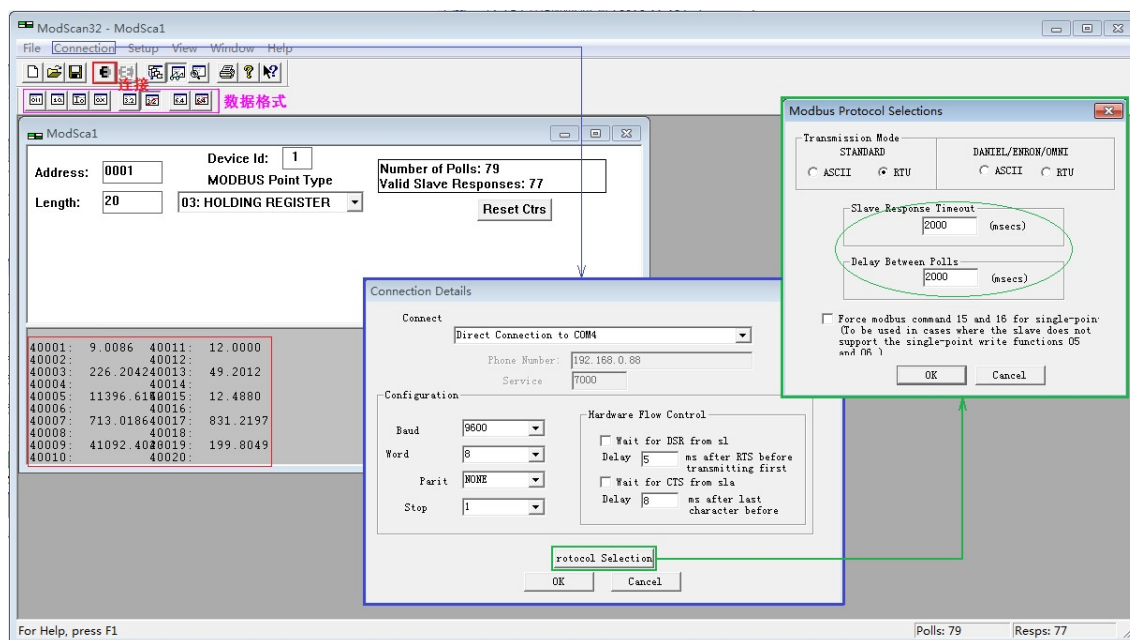 ModScan32 - ModSca1
File Connection Setup View Window Help
连接
数据格式
ModSca1
Address: 0001
Device Id: 1
MODBUS Point Type
Length: 20
03: HOLDING REGISTER
Number of Polls: 79
Valid Slave Responses: 77
Reset Ctrs
40001: 9.0086 40011: 12.0000
40002: 40012:
40003: 226.2042 40013: 49.2012
40004: 40014:
40005: 40015: 12.4880
40006: 40016:
40007: 713.0186 40017: 831.2197
40008: 40018:
40009: 40019: 199.8049
40010: 40020:
Connection Details
Connect
Direct Connection to COM4
Phone Number: 192.168.0.88
Service 7000
Configuration
Baud 9600
Word 8
Parit NONE
Stop 1
Hardware Flow Control
Wait for DSR from sl
Delay 5 ms after RTS before
transmitting first
Wait for CTS from sla
Delay 8 ms after last
character before
rotocol Selection
OK Cancel
Modbus Protocol Selections
Transmission Mode
STANDARD
ASCII RTU
DANIEL/ENRON/OMNI
ASCII RTU
Slave Response Timeout
2000 (msecs)
Delay Between Polls
2000 (msecs)
Force modbus command 15 and 16 for single-poin
(To be used in cases where the slave does not
support the single-point write functions 05
and 06.)
OK Cancel
For Help, press F1
Polls: 79
Resps: 77